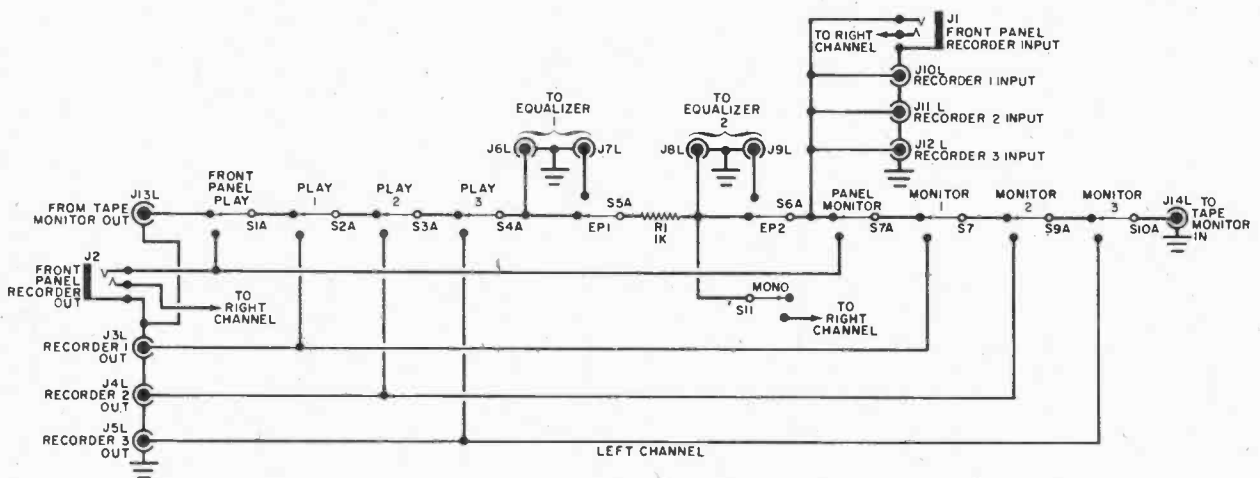 J1
FRONT PANEL
RECORDER INPUT
TO RIGHT
CHANNEL
J10L
RECORDER 1 INPUT
J11 L
RECORDER 2 INPUT
J12 L
RECORDER 3 INPUT
TO
EQUALIZER
1
J6L
J7L
TO
EQUALIZER
2
J8L
J9L
J13L
FROM TAPE
MONITOR OUT
FRONT
PANEL
PLAY
S1A
PLAY
1
S2A
PLAY
2
S3A
PLAY
3
S4A
EP1
S5A
R1
1K
EP2
S6A
PANEL
MONITOR
S7A
MONITOR
1
S7
MONITOR
2
S9A
MONITOR
3
S10A
J14L
TO
TAPE
MONITOR
IN
J2
FRONT
PANEL
RECORDER
OUT
TO
RIGHT
CHANNEL
S11
MONO
TO
RIGHT
CHANNEL
J3L
RECORDER 1
OUT
J4L
RECORDER 2
OUT
J5L
RECORDER 3
OUT
LEFT CHANNEL